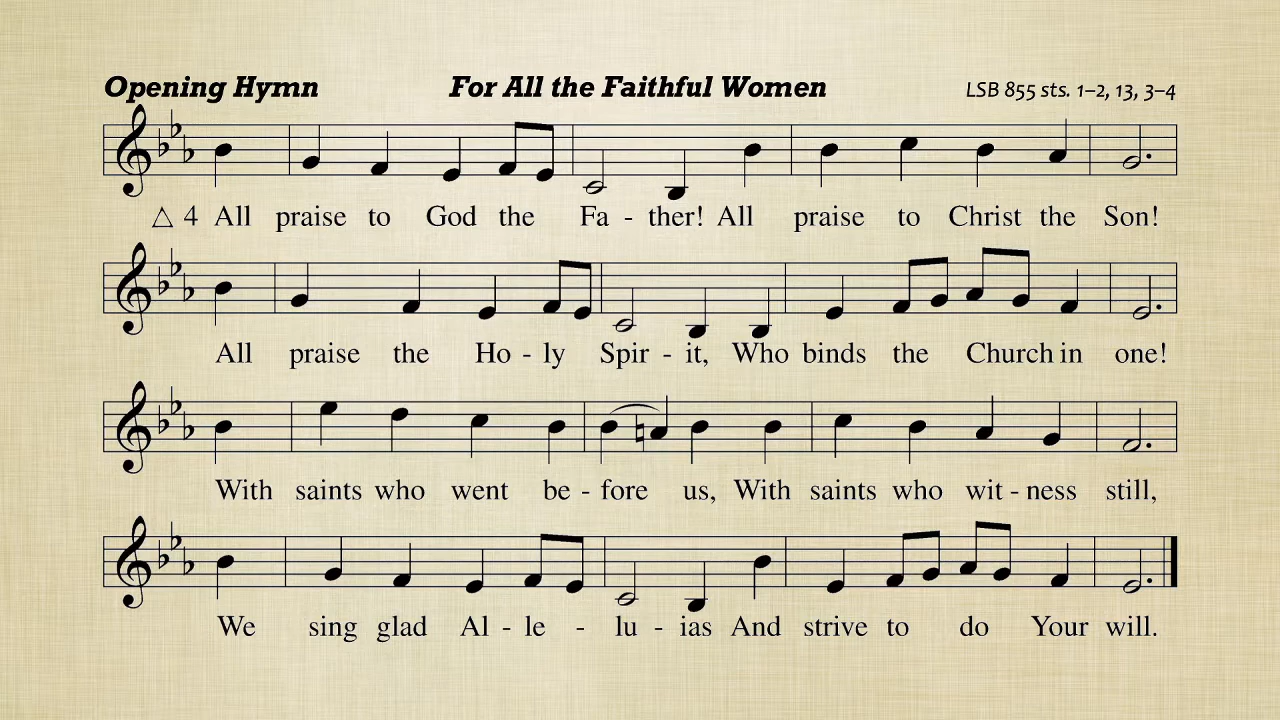 Opening Hymn For All the Faithful Women LSB 855 sts. 1–2, 13, 3–4
△ 4 All praise to God the Fa - ther! All praise to Christ the Son!
All praise the Ho - ly Spir - it, Who binds the Church in one!
With saints who went be - fore us, With saints who wit - ness still,
We sing glad Al - le - lu - ias And strive to do Your will.